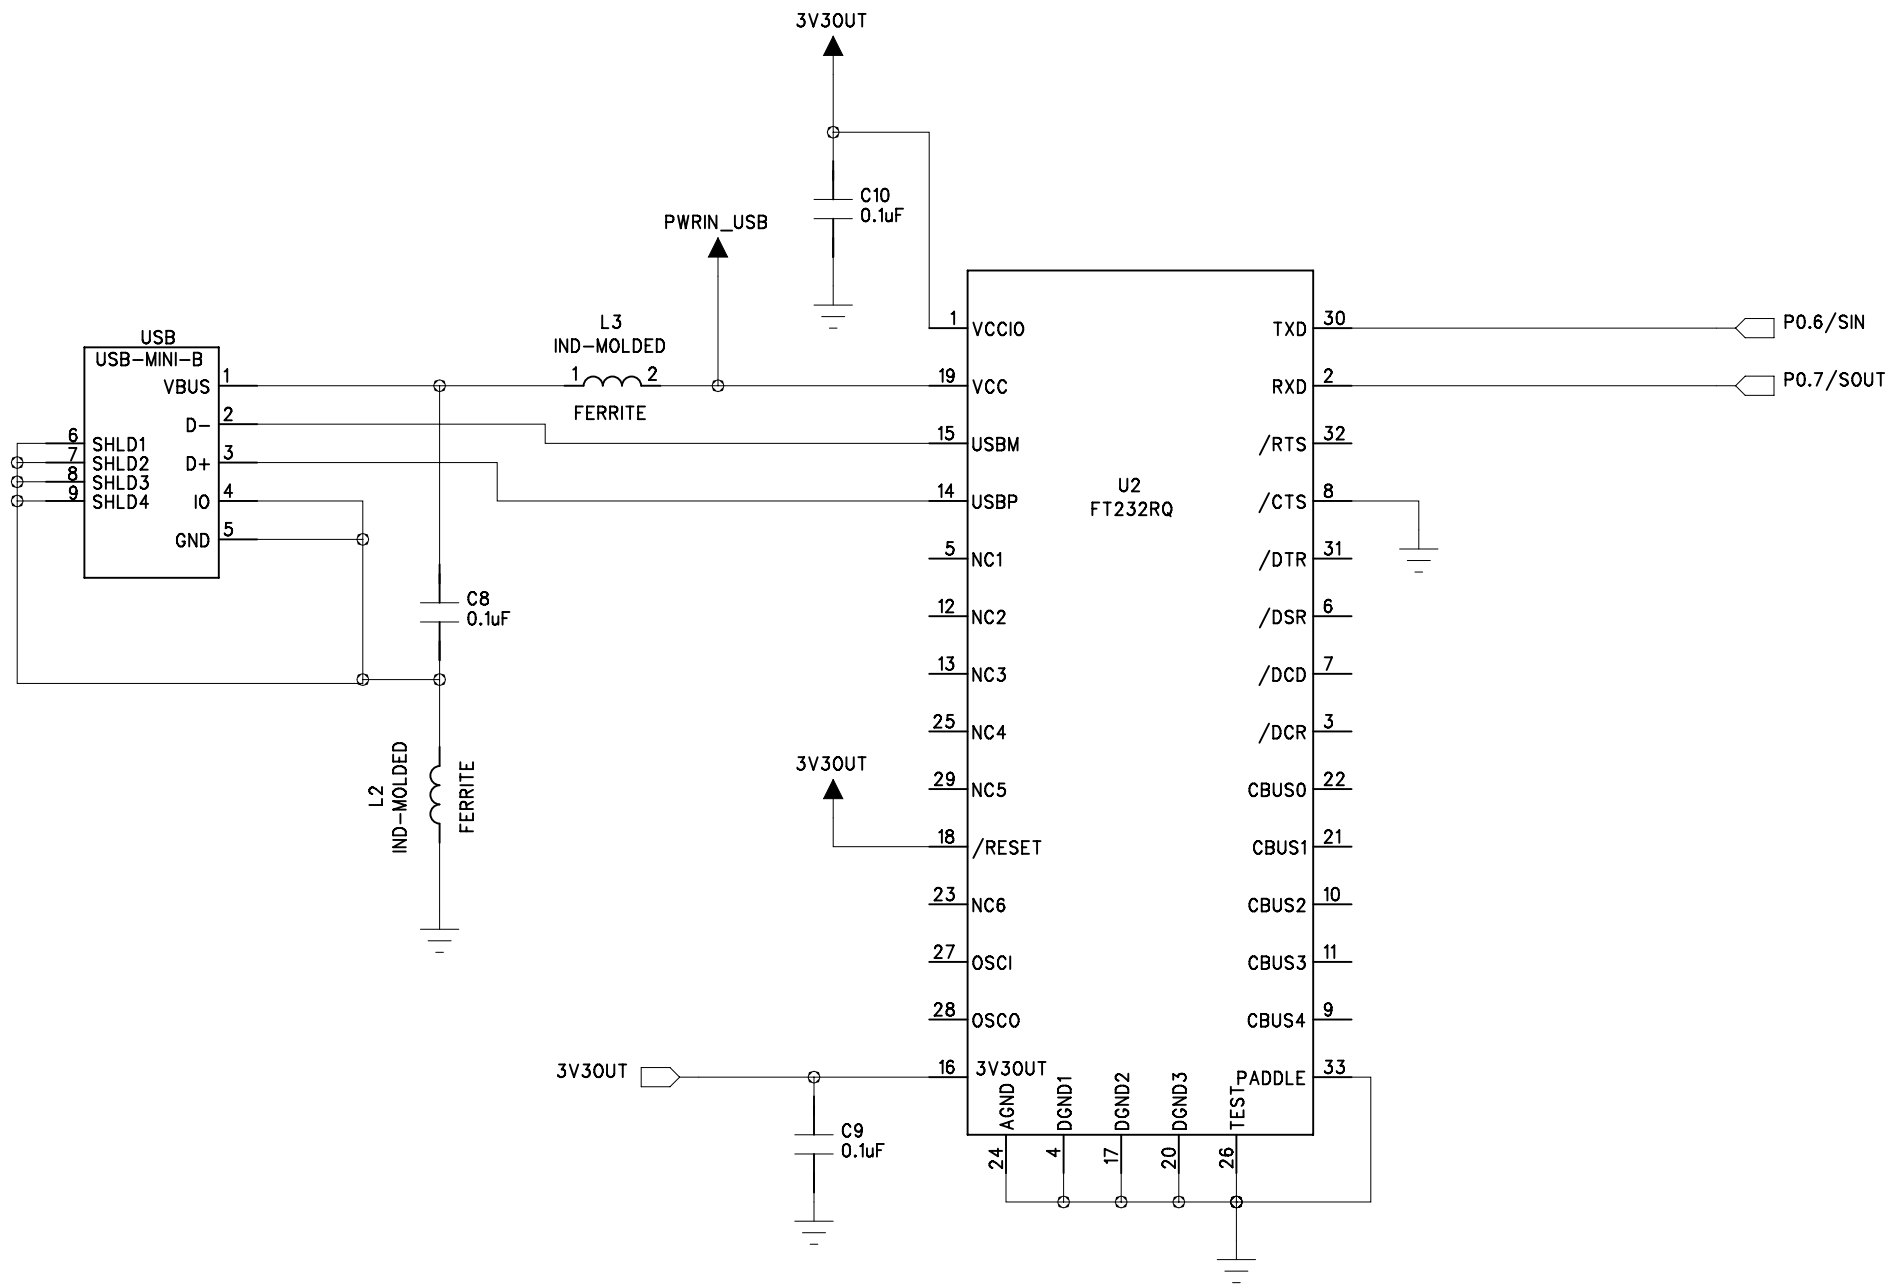 3V3OUT
C10
0.1uF
PWRIN_USB
L3
IND-MOLDED
1 2
FERRITE
USB
USB-MINI-B
VBUS 1
D- 2
D+ 3
IO 4
GND 5
6 SHLD1
7 SHLD2
8 SHLD3
9 SHLD4
C8
0.1uF
L2
IND-MOLDED
FERRITE
U2
FT232RQ
1 VCCIO
19 VCC
15 USBM
14 USBP
5 NC1
12 NC2
13 NC3
25 NC4
29 NC5
3V3OUT
18 /RESET
23 NC6
27 OSCI
28 OSCO
3V3OUT
16 3V3OUT
C9
0.1uF
TXD 30
P0.6/SIN
RXD 2
P0.7/SOUT
/RTS 32
/CTS 8
/DTR 31
/DSR 6
/DCD 7
/DCR 3
CBUS0 22
CBUS1 21
CBUS2 10
CBUS3 11
CBUS4 9
PADDLE 33
AGND 24
DGND1 4
DGND2 17
DGND3 20
TEST 26